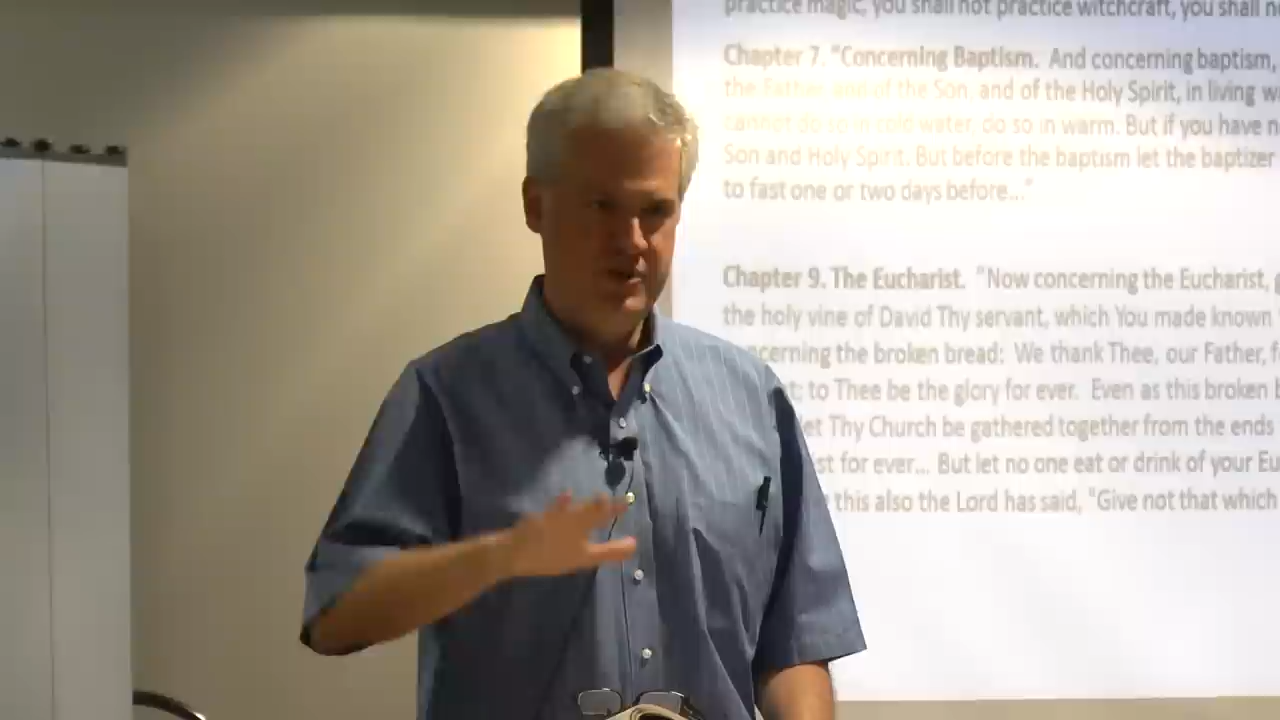 practice magic, you shall not practice witchcraft, you shall
Chapter 7. "Concerning Baptism. And concerning baptism,
the Father and of the Son, and of the Holy Spirit, in living
cannot do so in cold water, do so in warm. But if you have
Son and Holy Spirit. But before the baptism let the baptizer
to fast one or two days before..."
Chapter 9. The Eucharist. "Now concerning the Eucharist,
the holy vine of David Thy servant, which You made known
cerning the broken bread: We thank Thee, our Father,
t; to Thee be the glory for ever. Even as this broken
let Thy Church be gathered together from the ends
st for ever... But let no one eat or drink of your Eu
this also the Lord has said, "Give not that which